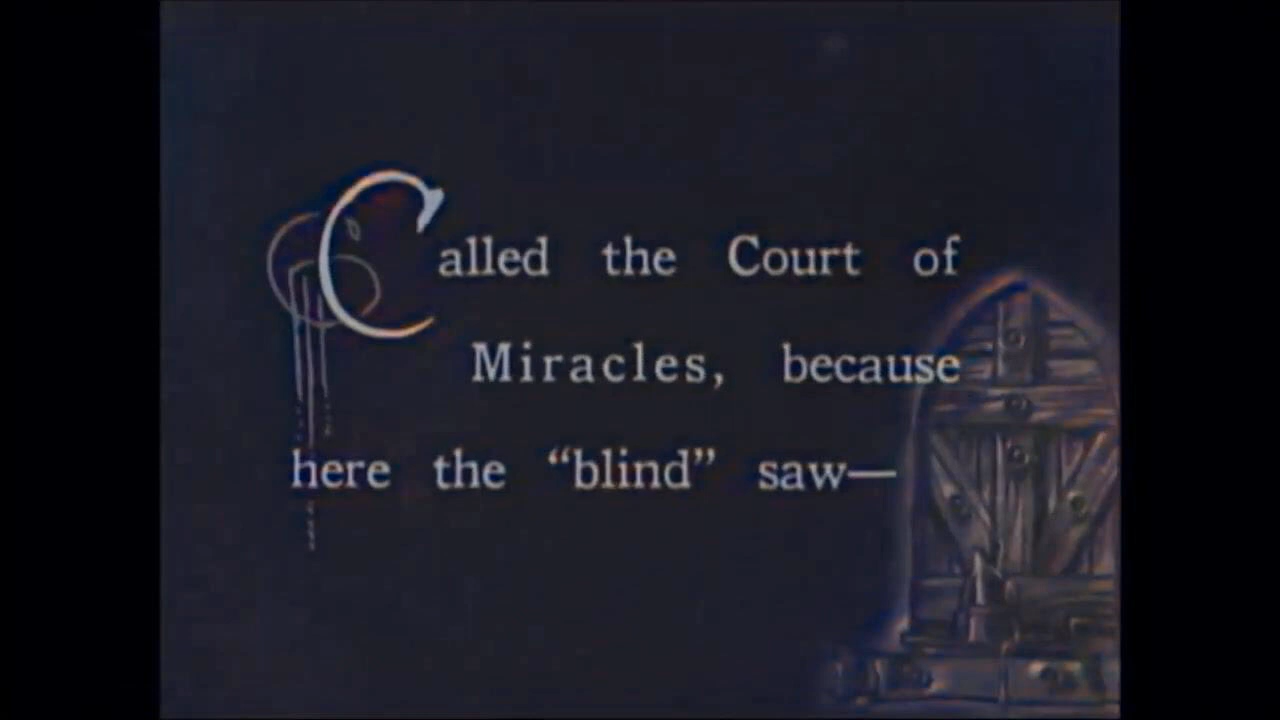 Called the Court of
Miracles, because
here the “blind” saw—